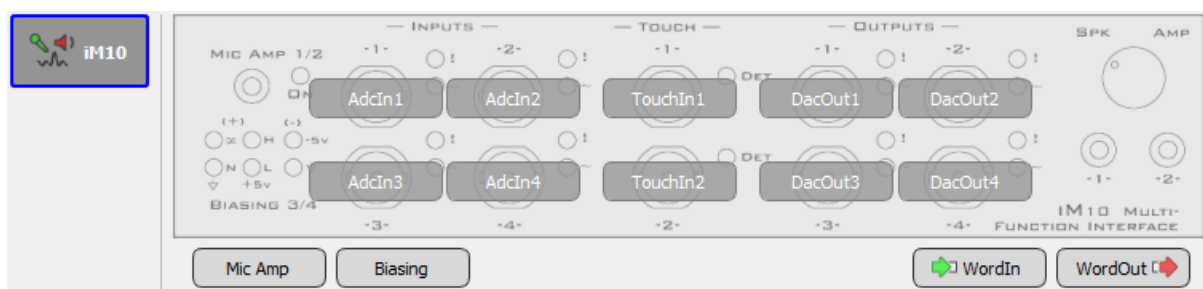 iM10
INPUTS
TOUCH
OUTPUTS
SPK AMP
MIC AMP 1/2
-1- -2- -1- -1- -2-
! ! ! !
ON
DET
AdcIn1 AdcIn2 TouchIn1 DacOut1 DacOut2
(+) (-)
H -5v
! ! ! !
N L
DET
+5v
AdcIn3 AdcIn4 TouchIn2 DacOut3 DacOut4
-1- -2-
BIASING 3/4
-3- -4- -2- -3- -4-
IM10 MULTI-
FUNCTION INTERFACE
Mic Amp Biasing WordIn WordOut